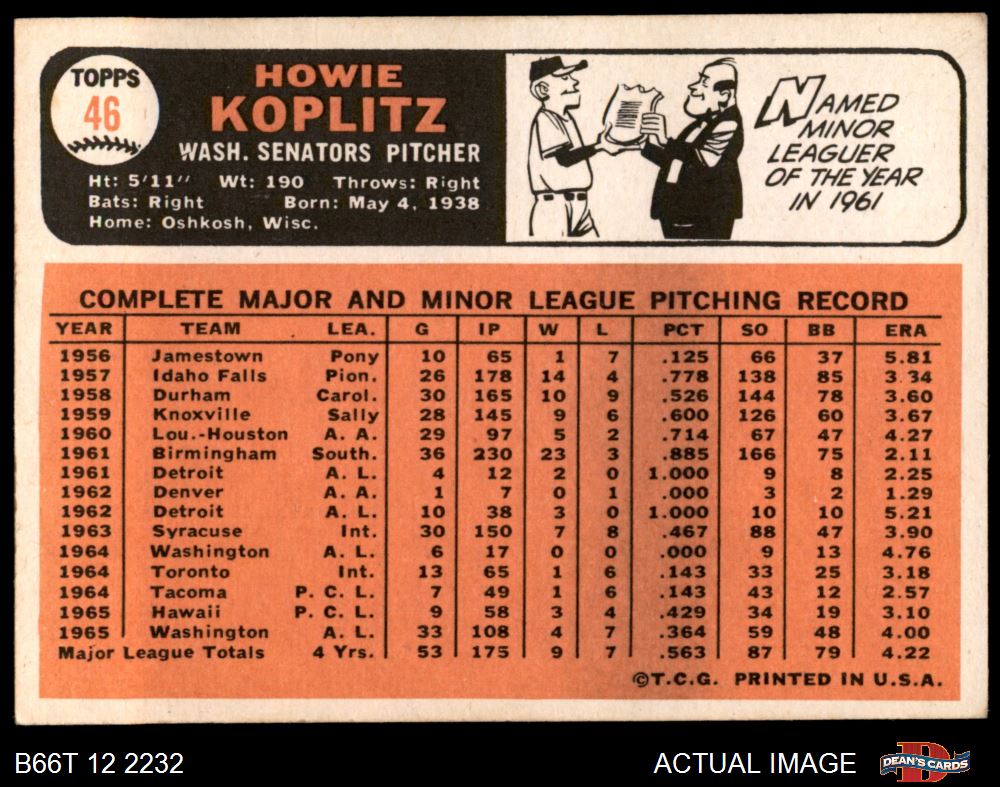 TOPPS
46
HOWIE
KOPLITZ
WASH. SENATORS PITCHER
Ht: 5'11" Wt: 190 Throws: Right
Bats: Right Born: May 4, 1938
Home: Oshkosh, Wisc.
NAMED
MINOR
LEAGUER
OF THE YEAR
IN 1961
COMPLETE MAJOR AND MINOR LEAGUE PITCHING RECORD
YEAR TEAM LEA. G IP W L PCT SO BB ERA
1956 Jamestown Pony 10 65 1 7 .125 66 37 5.81
1957 Idaho Falls Pion. 26 178 14 4 .778 138 85 3.34
1958 Durham Carol. 30 165 10 9 .526 144 78 3.60
1959 Knoxville Sally 28 145 9 6 .600 126 60 3.67
1960 Lou.-Houston A. A. 29 97 5 2 .714 67 47 4.27
1961 Birmingham South. 36 230 23 3 .885 166 75 2.11
1961 Detroit A. L. 4 12 2 0 1.000 9 8 2.25
1962 Denver A. A. 1 7 0 1 .000 3 2 1.29
1962 Detroit A. L. 10 38 3 0 1.000 10 10 5.21
1963 Syracuse Int. 30 150 7 8 .467 88 47 3.90
1964 Washington A. L. 6 17 0 0 .000 9 13 4.76
1964 Toronto Int. 13 65 1 6 .143 33 25 3.18
1964 Tacoma P. C. L. 7 49 1 6 .143 43 12 2.57
1965 Hawaii P. C. L. 9 58 3 4 .429 34 19 3.10
1965 Washington A. L. 33 108 4 7 .364 59 48 4.00
Major League Totals 4 Yrs. 53 175 9 7 .563 87 79 4.22
©T.C.G. PRINTED IN U.S.A.
B66T 12 2232 ACTUAL IMAGE
DEAN'S CARDS